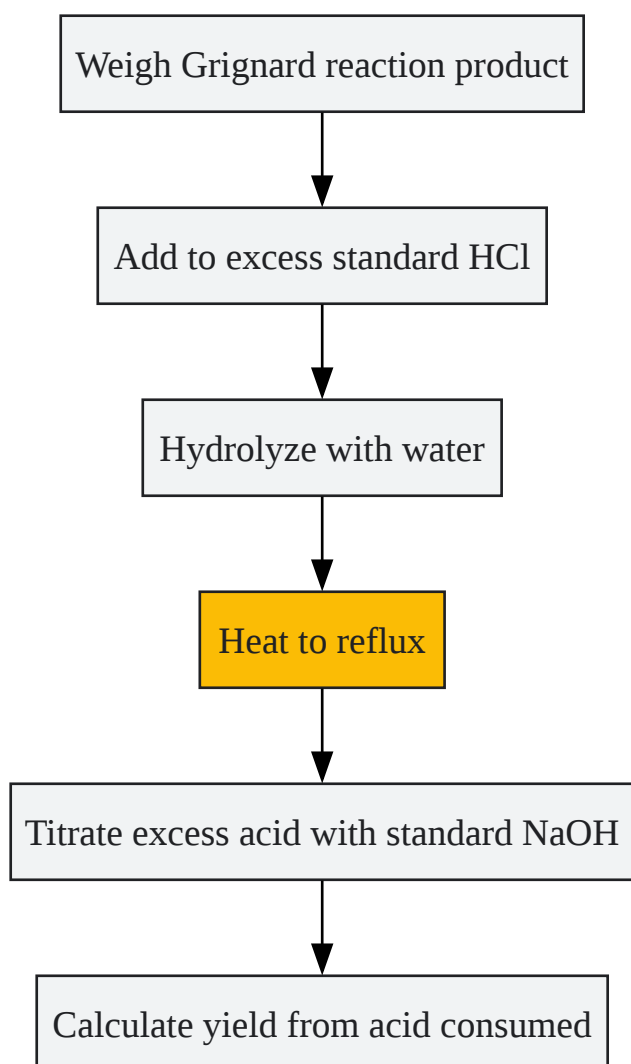 Weigh Grignard reaction product
Add to excess standard HCl
Hydrolyze with water
Heat to reflux
Titrate excess acid with standard NaOH
Calculate yield from acid consumed